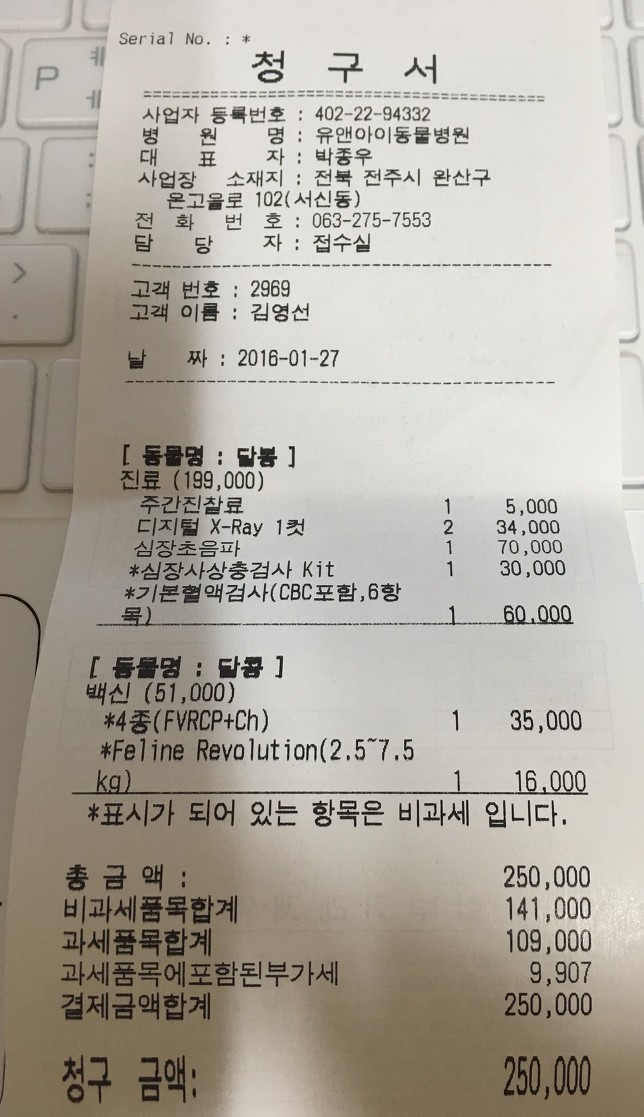 Serial No. : *
청 구 서
사업자 등록번호 : 402-22-94332
병 원 명 : 유앤아이동물병원
대 표 자 : 박종우
사업장 소재지 : 전북 전주시 완산구
온고을로 102(서신동)
전 화 번 호 : 063-275-7553
담 당 자 : 접수실
고객 번호 : 2969
고객 이름 : 김영선
날 짜 : 2016-01-27
[ 동물명 : 달봉 ]
진료 (199,000)
주간진찰료 1 5,000
디지털 X-Ray 1컷 2 34,000
심장초음파 1 70,000
*심장사상충검사 Kit 1 30,000
*기본혈액검사(CBC포함,6항
목) 1 60,000
[ 동물명 : 달콩 ]
백신 (51,000)
*4종(FVRCP+Ch) 1 35,000
*Feline Revolution(2.5~7.5
kg) 1 16,000
*표시가 되어 있는 항목은 비과세 입니다.
총 금 액 : 250,000
비과세품목합계 141,000
과세품목합계 109,000
과세품목에포함된부가세 9,907
결제금액합계 250,000
청구 금액: 250,000
P
ㅔ
ㅖ
>
.